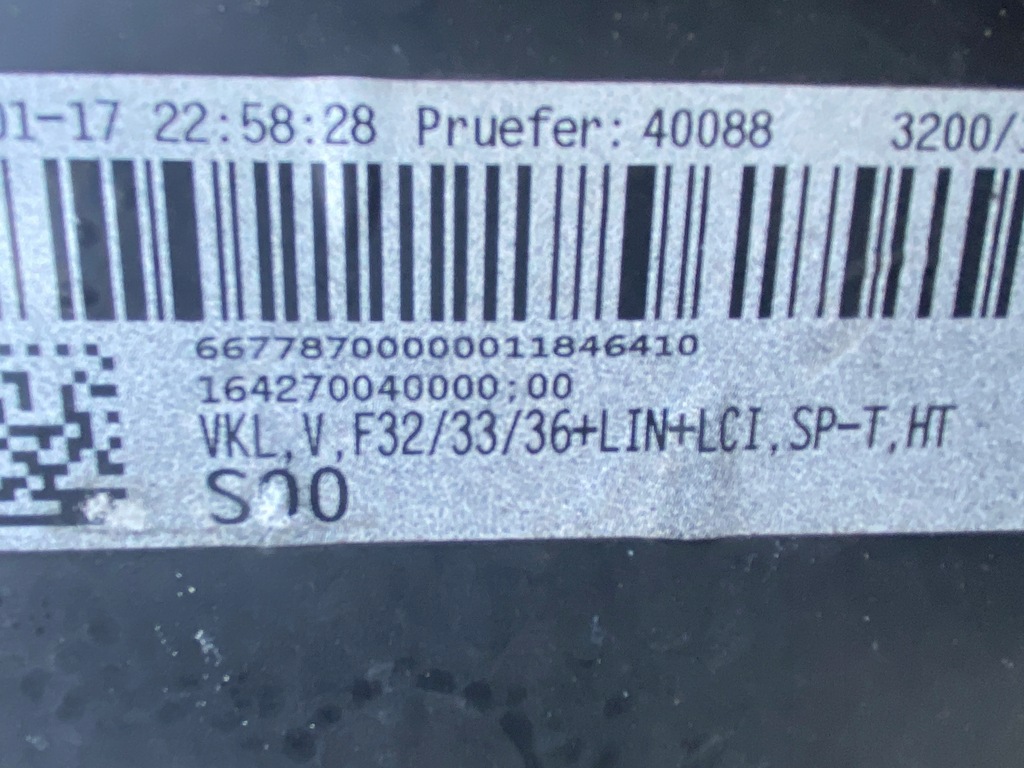 01-17 22:58:28 Pruefer: 40088 3200/
66778700000011846410
164270040000;00
VKL,V,F32/33/36+LIN+LCI,SP-T,HT
S00